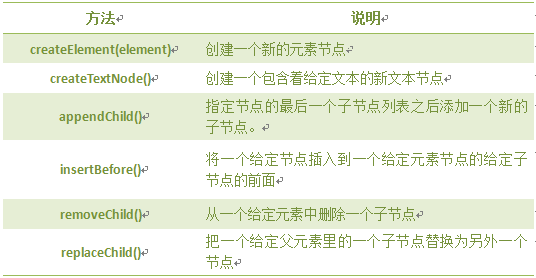 方法 说明
createElement(element) 创建一个新的元素节点
createTextNode() 创建一个包含着给定文本的新文本节点
appendChild() 指定节点的最后一个子节点列表之后添加一个新的
子节点。
insertBefore() 将一个给定节点插入到一个给定元素节点的给定子
节点的前面
removeChild() 从一个给定元素中删除一个子节点
replaceChild() 把一个给定父元素里的一个子节点替换为另外一个
节点